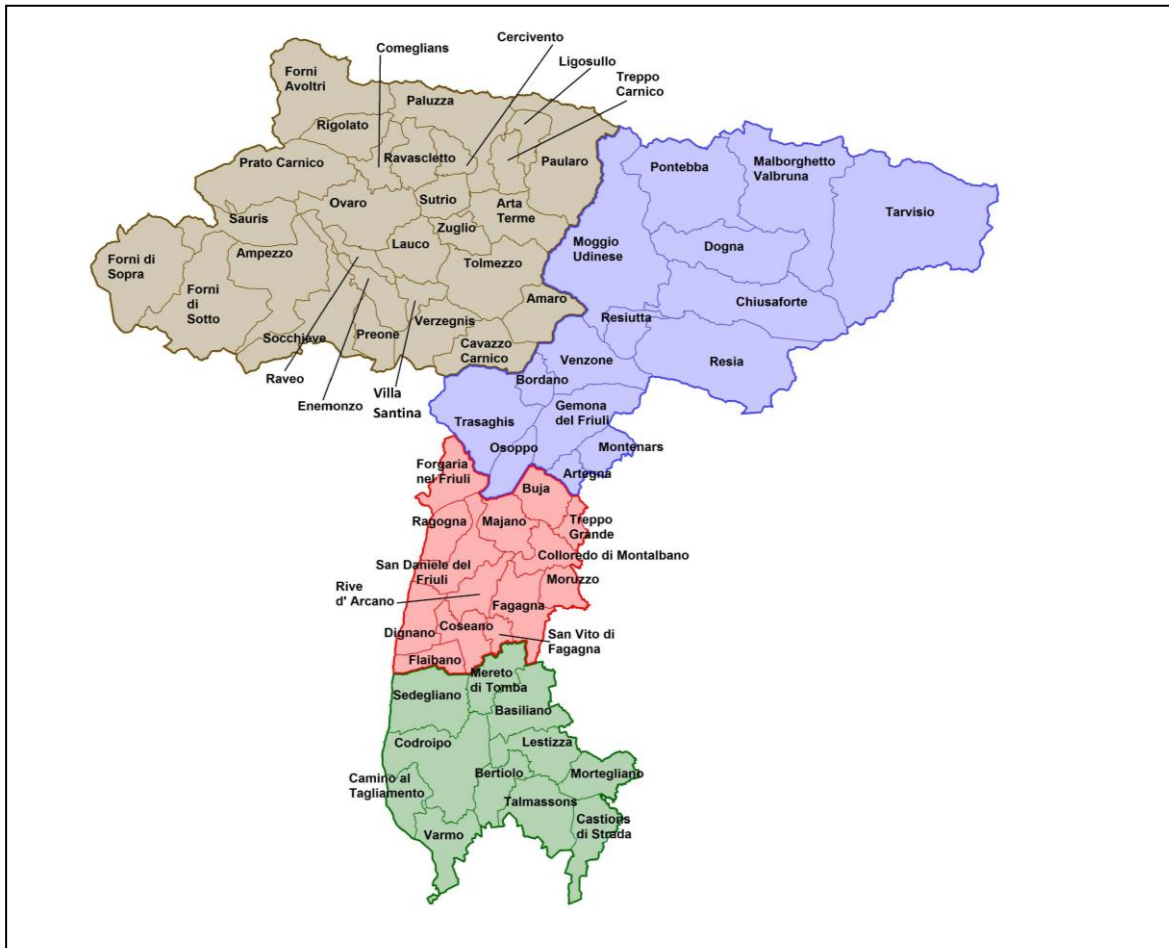 Cercivento
Comeglians
Ligosullo
Treppo
Carnico
Forni
Avoltri
Paluzza
Rigolato
Prato Carnico
Ravascletto
Paularo
Pontebba
Malborghetto
Valbruna
Ovaro
Sutrio
Arta
Terme
Tarvisio
Sauris
Zuglio
Lauco
Moggio
Udinese
Dogna
Ampezzo
Tolmezzo
Forni di
Sopra
Forni
di
Sotto
Amaro
Chiusaforte
Verzegnis
Resiutta
Socchieve
Preone
Cavazzo
Carnico
Venzone
Resia
Raveo
Bordano
Enemonzo
Villa
Santina
Gemona
del Friuli
Trasaghis
Osoppo
Montenars
Forgaria
nel Friuli
Artegna
Buja
Ragogna
Majano
Treppo
Grande
Colloredo di Montalbano
San Daniele del
Friuli
Moruzzo
Rive
d' Arcano
Fagagna
Dignano
Coseano
San Vito di
Fagagna
Flaibano
Mereto
di Tomba
Sedegliano
Basiliano
Codroipo
Lestizza
Bertiolo
Mortegliano
Camino al
Tagliamento
Talmassons
Castions
di Strada
Varmo